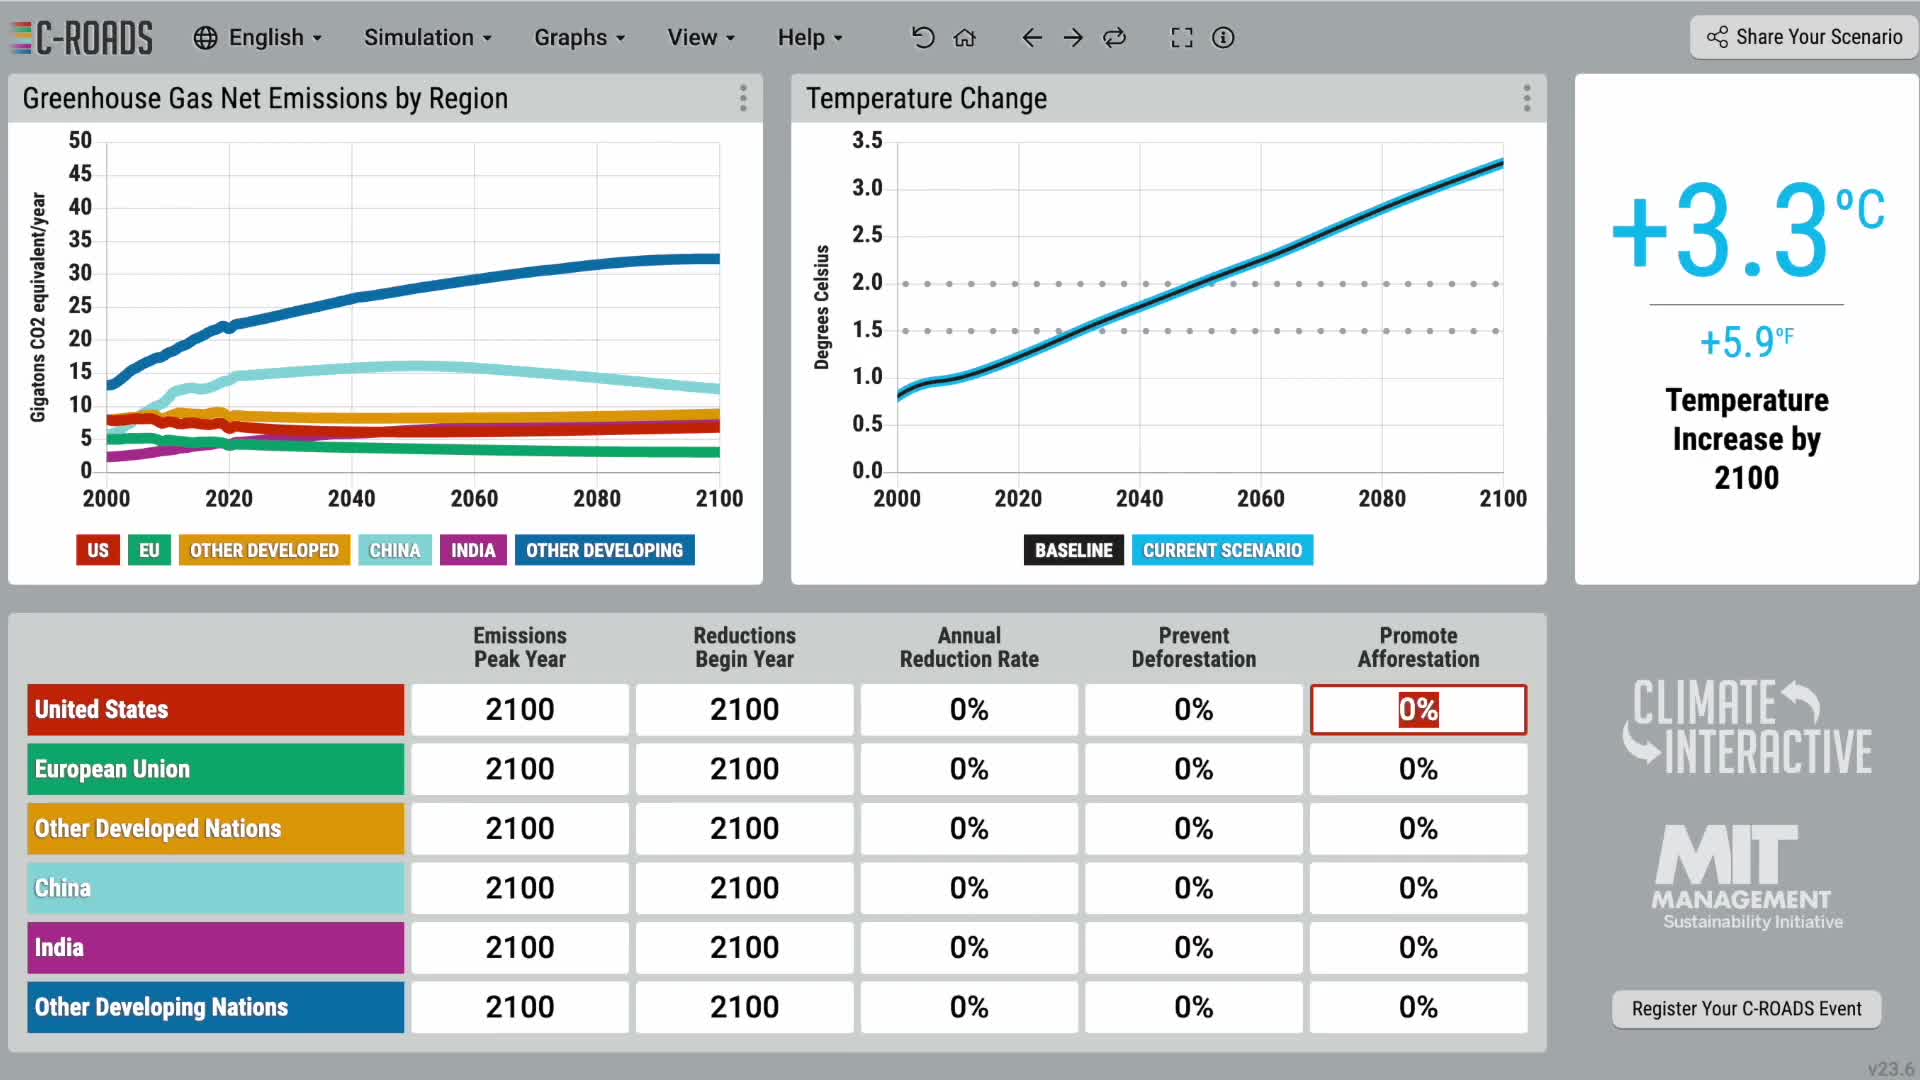 C-ROADS English Simulation Graphs View Help Share Your Scenario
Greenhouse Gas Net Emissions by Region
50
45
40
35
30
25
20
15
10
5
0
Gigatons CO2 equivalent/year
2000 2020 2040 2060 2080 2100
US EU OTHER DEVELOPED CHINA INDIA OTHER DEVELOPING
Temperature Change
3.5
3.0
2.5
2.0
1.5
1.0
0.5
0.0
Degrees Celsius
2000 2020 2040 2060 2080 2100
BASELINE CURRENT SCENARIO
+3.3°C
+5.9°F
Temperature
Increase by
2100
Emissions Peak Year
Reductions Begin Year
Annual Reduction Rate
Prevent Deforestation
Promote Afforestation
United States 2100 2100 0% 0% 0%
European Union 2100 2100 0% 0% 0%
Other Developed Nations 2100 2100 0% 0% 0%
China 2100 2100 0% 0% 0%
India 2100 2100 0% 0% 0%
Other Developing Nations 2100 2100 0% 0% 0%
CLIMATE
INTERACTIVE
MIT
MANAGEMENT
Sustainability Initiative
Register Your C-ROADS Event
v23.6